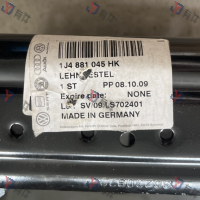 1J4 881 045 HK
LEHNGESTEL
1 ST PP 08.10.09
Expire date: NONE
SV 09 LS702401
MADE IN GERMANY